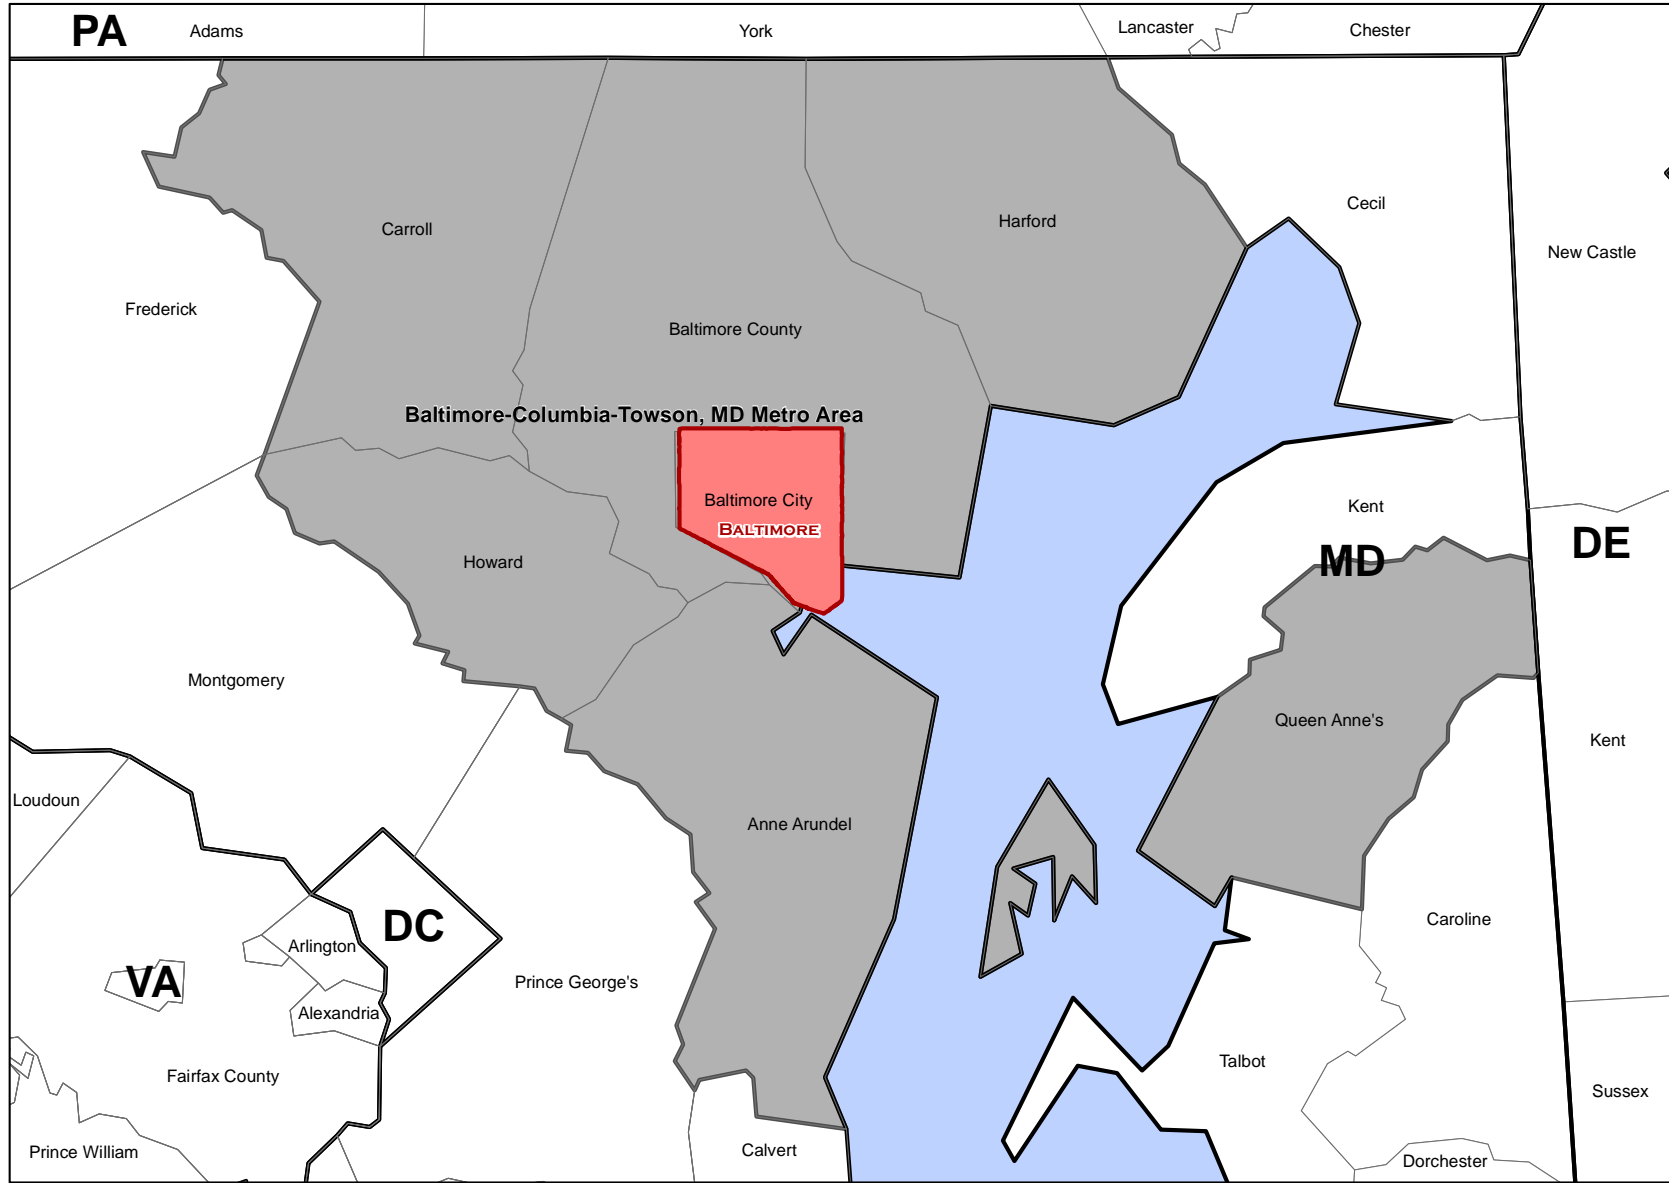 PA
Adams
York
Lancaster
Chester
Cecil
Harford
Carroll
New Castle
Frederick
Baltimore County
Baltimore-Columbia-Towson, MD Metro Area
Baltimore City
BALTIMORE
Kent
MD
DE
Howard
Montgomery
Queen Anne's
Kent
Loudoun
Anne Arundel
DC
Arlington
Caroline
VA
Prince George's
Alexandria
Talbot
Fairfax County
Sussex
Prince William
Calvert
Dorchester